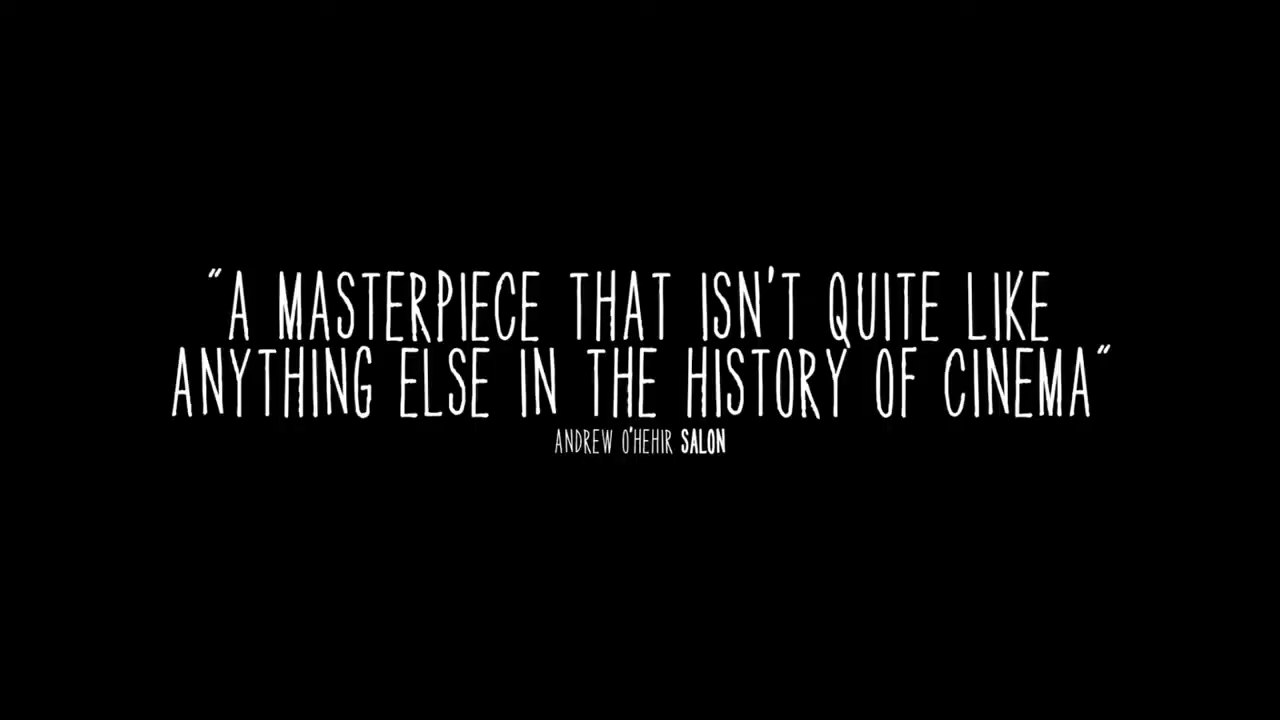 "A MASTERPIECE THAT ISN'T QUITE LIKE
ANYTHING ELSE IN THE HISTORY OF CINEMA"
ANDREW O'HEHIR SALON